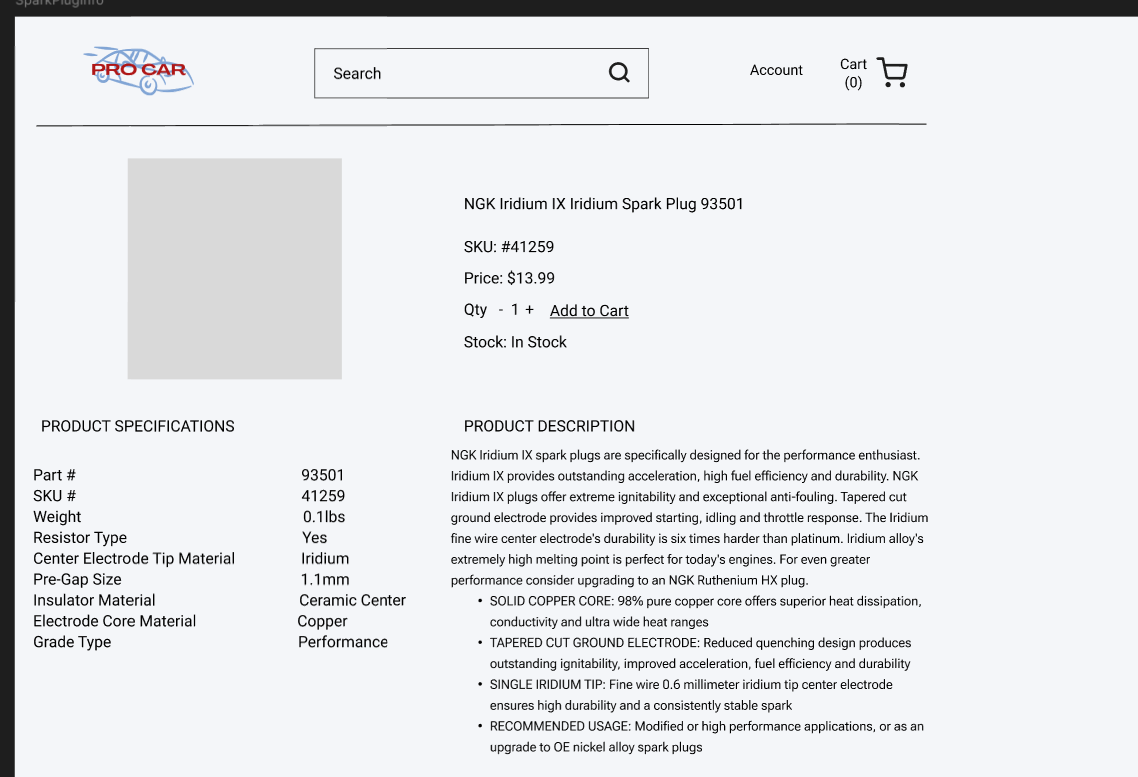 SparkPlugInfo
PRO CAR
Search
Account
Cart
(0)
NGK Iridium IX Iridium Spark Plug 93501
SKU: #41259
Price: $13.99
Qty - 1 + Add to Cart
Stock: In Stock
PRODUCT SPECIFICATIONS
Part # 93501
SKU # 41259
Weight 0.1lbs
Resistor Type Yes
Center Electrode Tip Material Iridium
Pre-Gap Size 1.1mm
Insulator Material Ceramic Center
Electrode Core Material Copper
Grade Type Performance
PRODUCT DESCRIPTION
NGK Iridium IX spark plugs are specifically designed for the performance enthusiast.
Iridium IX provides outstanding acceleration, high fuel efficiency and durability. NGK
Iridium IX plugs offer extreme ignitability and exceptional anti-fouling. Tapered cut
ground electrode provides improved starting, idling and throttle response. The Iridium
fine wire center electrode's durability is six times harder than platinum. Iridium alloy's
extremely high melting point is perfect for today's engines. For even greater
performance consider upgrading to an NGK Ruthenium HX plug.
• SOLID COPPER CORE: 98% pure copper core offers superior heat dissipation,
conductivity and ultra wide heat ranges
• TAPERED CUT GROUND ELECTRODE: Reduced quenching design produces
outstanding ignitability, improved acceleration, fuel efficiency and durability
• SINGLE IRIDIUM TIP: Fine wire 0.6 millimeter iridium tip center electrode
ensures high durability and a consistently stable spark
• RECOMMENDED USAGE: Modified or high performance applications, or as an
upgrade to OE nickel alloy spark plugs